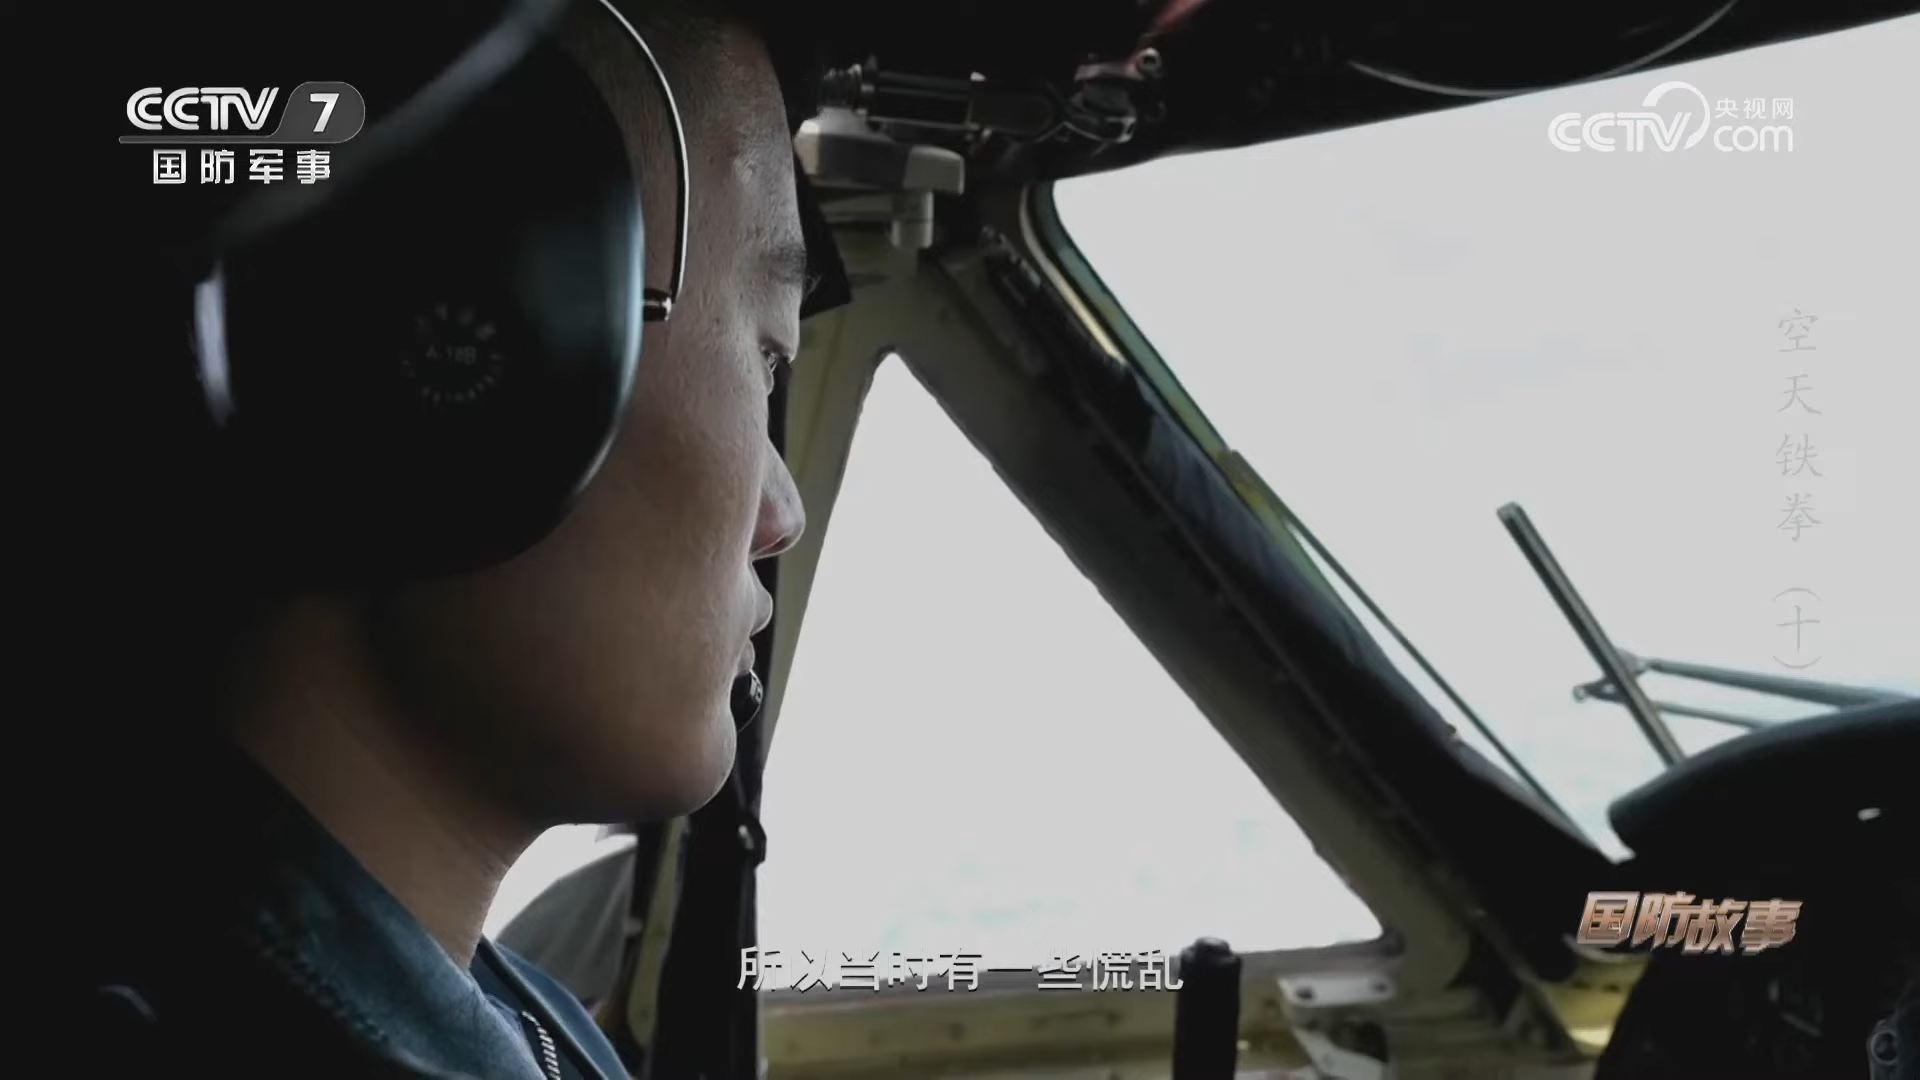 CCTV 7
国防军事
CCTV 央视网
com
空天铁拳（十）
国防故事
所以当时有一些慌乱